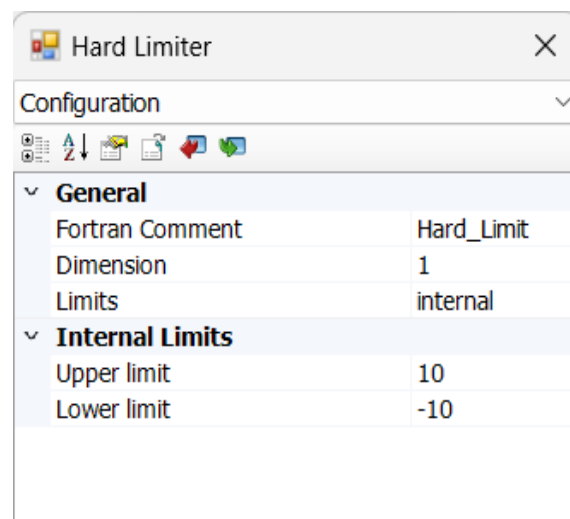 Hard Limiter
Configuration
General
Fortran Comment Hard_Limit
Dimension 1
Limits internal
Internal Limits
Upper limit 10
Lower limit -10